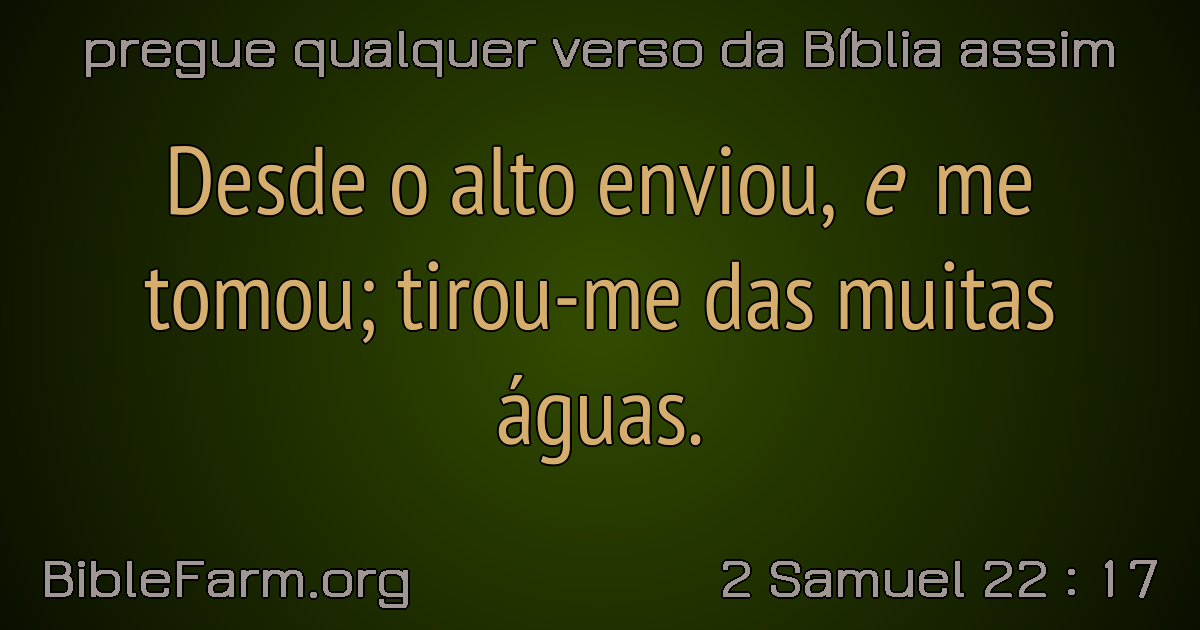 pregue qualquer verso da Bíblia assim
Desde o alto enviou, e me
tomou; tirou-me das muitas
águas.
BibleFarm.org
2 Samuel 22 : 17